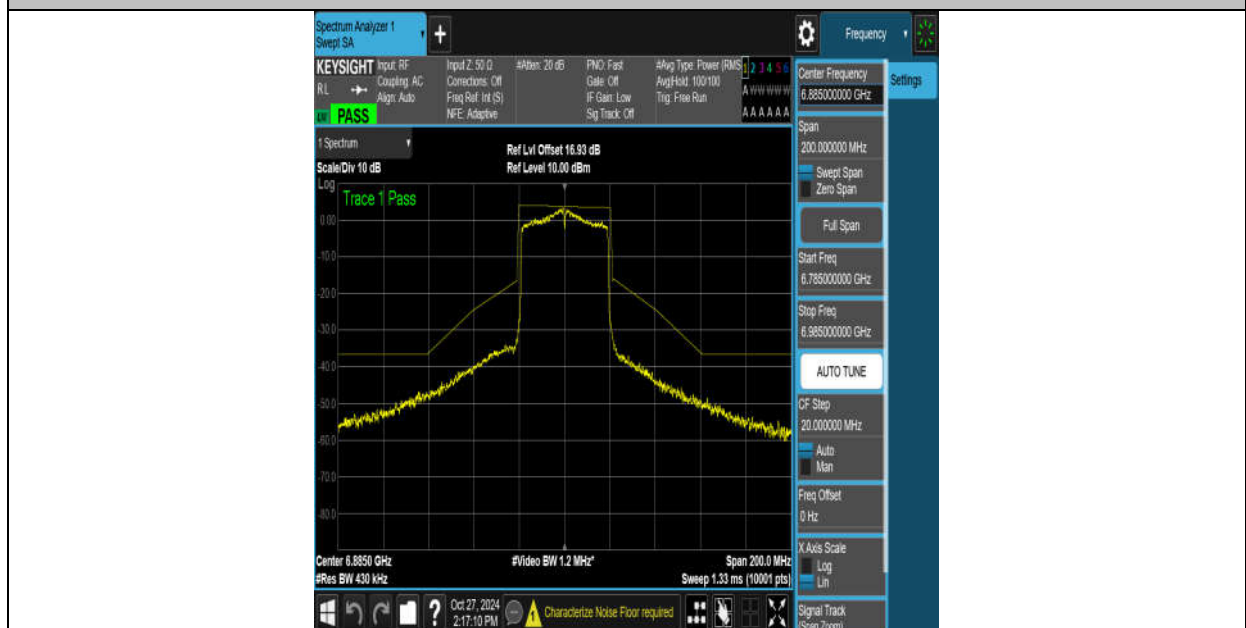 Spectrum Analyzer 1
Swept SA
+
Frequency
KEYSIGHT
RL
PASS
Input: RF
Coupling: AC
Align: Auto
Input Z: 50 Ω
Corrections: Off
Freq Ref: Int (S)
NFE: Adaptive
#Atten: 20 dB
PNO: Fast
Gate: Off
IF Gain: Low
Sig Track: Off
#Avg Type: Power (RMS
Avg|Hold: 100/100
Trig: Free Run
1 2 3 4 5 6
A W W W W W
A A A A A A
1 Spectrum
Scale/Div 10 dB
Ref Lvl Offset 16.93 dB
Ref Level 10.00 dBm
Log
Trace 1 Pass
0.00
-10.0
-20.0
-30.0
-40.0
-50.0
-60.0
-70.0
-80.0
Center 6.8850 GHz
#Res BW 430 kHz
#Video BW 1.2 MHz*
Span 200.0 MHz
Sweep 1.33 ms (10001 pts)
Center Frequency
6.885000000 GHz
Settings
Span
200.000000 MHz
Swept Span
Zero Span
Full Span
Start Freq
6.785000000 GHz
Stop Freq
6.985000000 GHz
AUTO TUNE
CF Step
20.000000 MHz
Auto
Man
Freq Offset
0 Hz
X Axis Scale
Log
Lin
Signal Track
(Span Zoom)
?
Oct 27, 2024
2:17:10 PM
Characterize Noise Floor required